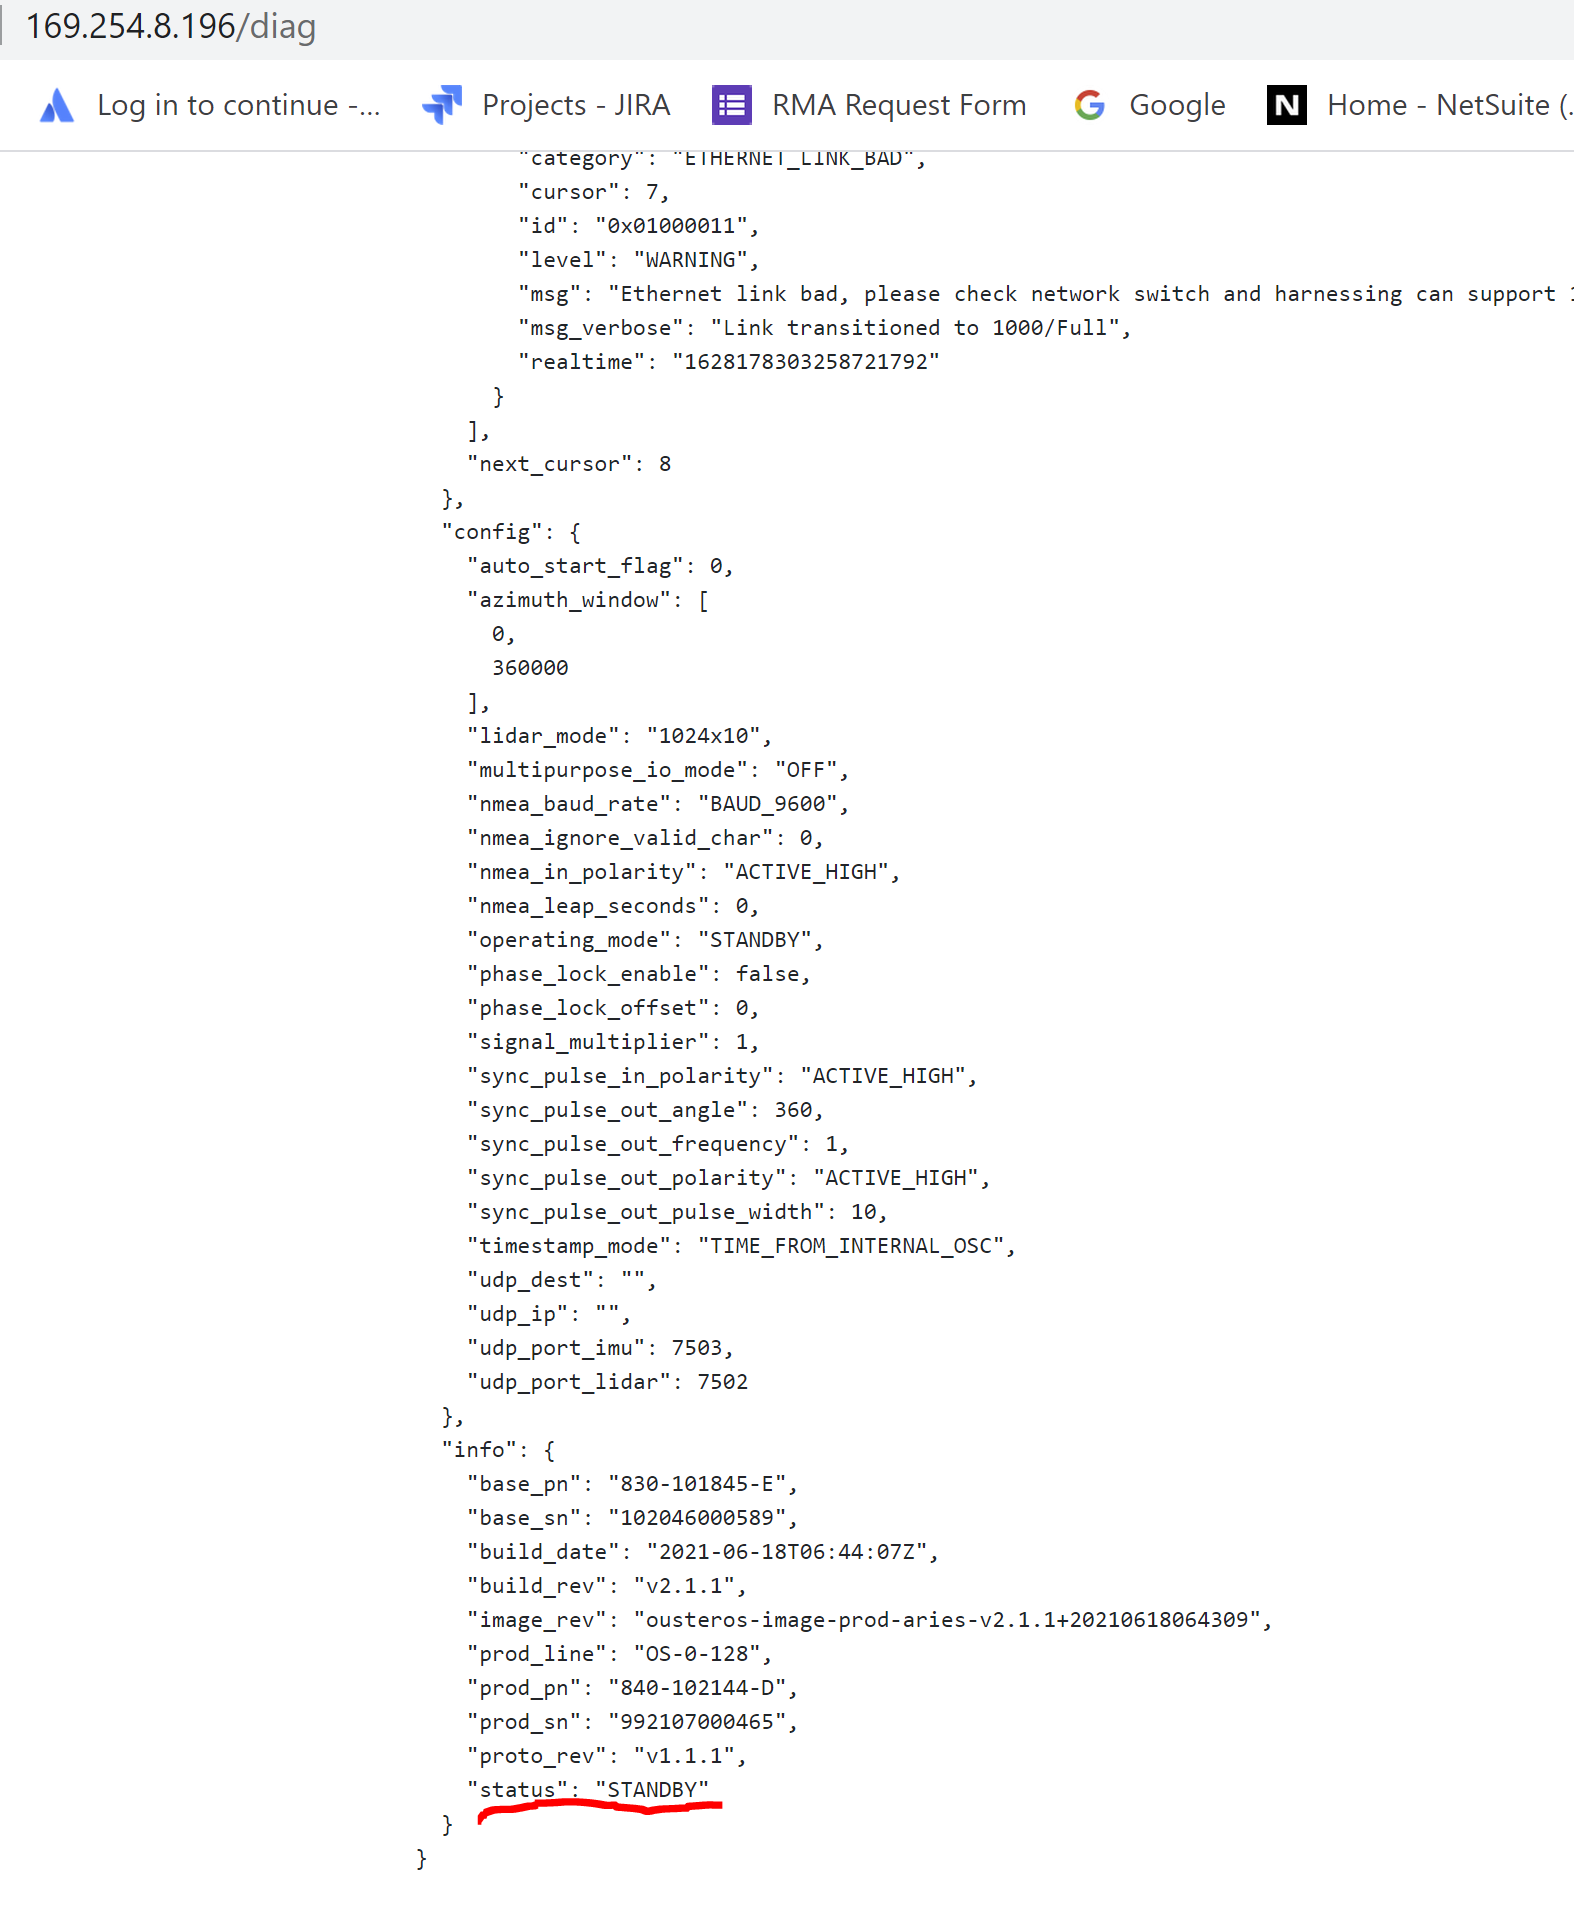 169.254.8.196/diag
Log in to continue -... Projects - JIRA RMA Request Form Google Home - NetSuite (.
"category": "ETHERNET_LINK_BAD",
"cursor": 7,
"id": "0x01000011",
"level": "WARNING",
"msg": "Ethernet link bad, please check network switch and harnessing can support
"msg_verbose": "Link transitioned to 1000/Full",
"realtime": "1628178303258721792"
}
],
"next_cursor": 8
},
"config": {
"auto_start_flag": 0,
"azimuth_window": [
0,
360000
],
"lidar_mode": "1024x10",
"multipurpose_io_mode": "OFF",
"nmea_baud_rate": "BAUD_9600",
"nmea_ignore_valid_char": 0,
"nmea_in_polarity": "ACTIVE_HIGH",
"nmea_leap_seconds": 0,
"operating_mode": "STANDBY",
"phase_lock_enable": false,
"phase_lock_offset": 0,
"signal_multiplier": 1,
"sync_pulse_in_polarity": "ACTIVE_HIGH",
"sync_pulse_out_angle": 360,
"sync_pulse_out_frequency": 1,
"sync_pulse_out_polarity": "ACTIVE_HIGH",
"sync_pulse_out_pulse_width": 10,
"timestamp_mode": "TIME_FROM_INTERNAL_OSC",
"udp_dest": "",
"udp_ip": "",
"udp_port_imu": 7503,
"udp_port_lidar": 7502
},
"info": {
"base_pn": "830-101845-E",
"base_sn": "102046000589",
"build_date": "2021-06-18T06:44:07Z",
"build_rev": "v2.1.1",
"image_rev": "ousteros-image-prod-aries-v2.1.1+20210618064309",
"prod_line": "OS-0-128",
"prod_pn": "840-102144-D",
"prod_sn": "992107000465",
"proto_rev": "v1.1.1",
"status": "STANDBY"
}
}